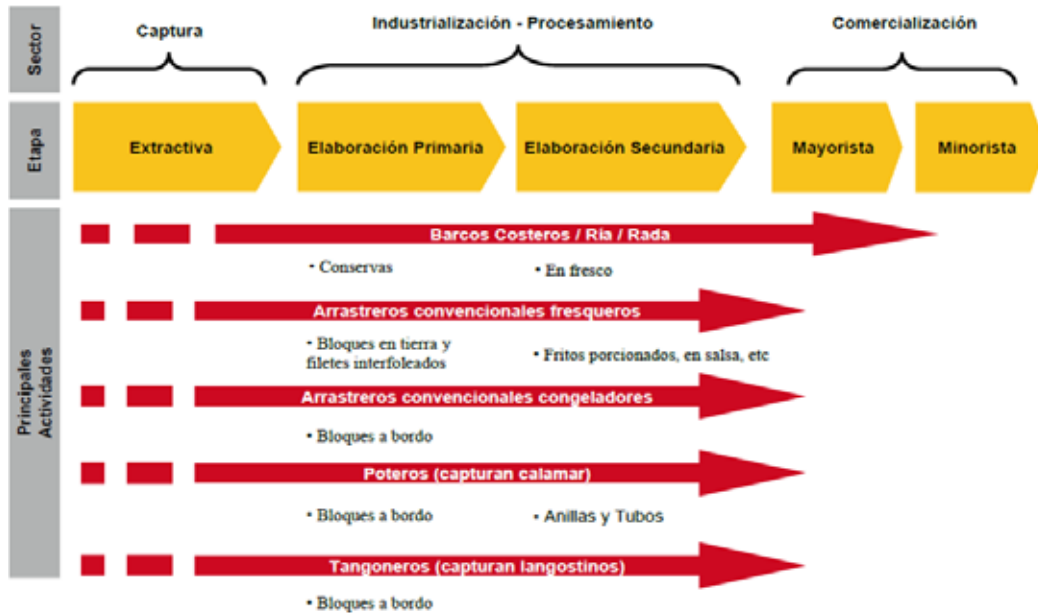 Sector
Captura
Industrialización - Procesamiento
Comercialización
Etapa
Extractiva
Elaboración Primaria
Elaboración Secundaria
Mayorista
Minorista
Principales
Actividades
Barcos Costeros / Ria / Rada
• Conservas
• En fresco
Arrastreros convencionales fresqueros
• Bloques en tierra y
filetes interfoleados
• Fritos porcionados, en salsa, etc
Arrastreros convencionales congeladores
• Bloques a bordo
Poteros (capturan calamar)
• Bloques a bordo
• Anillas y Tubos
Tangoneros (capturan langostinos)
• Bloques a bordo